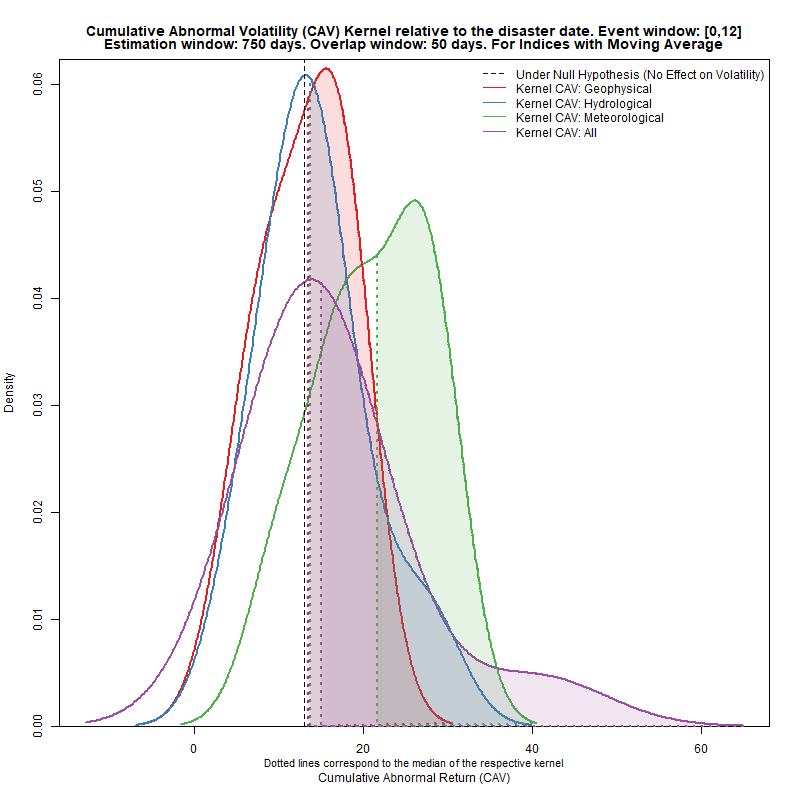 Cumulative Abnormal Volatility (CAV) Kernel relative to the disaster date. Event window: [0,12]
Estimation window: 750 days. Overlap window: 50 days. For Indices with Moving Average
Under Null Hypothesis (No Effect on Volatility)
Kernel CAV: Geophysical
Kernel CAV: Hydrological
Kernel CAV: Meteorological
Kernel CAV: All
Density
0.06
0.05
0.04
0.03
0.02
0.01
0.00
0 20 40 60
Dotted lines correspond to the median of the respective kernel
Cumulative Abnormal Return (CAV)